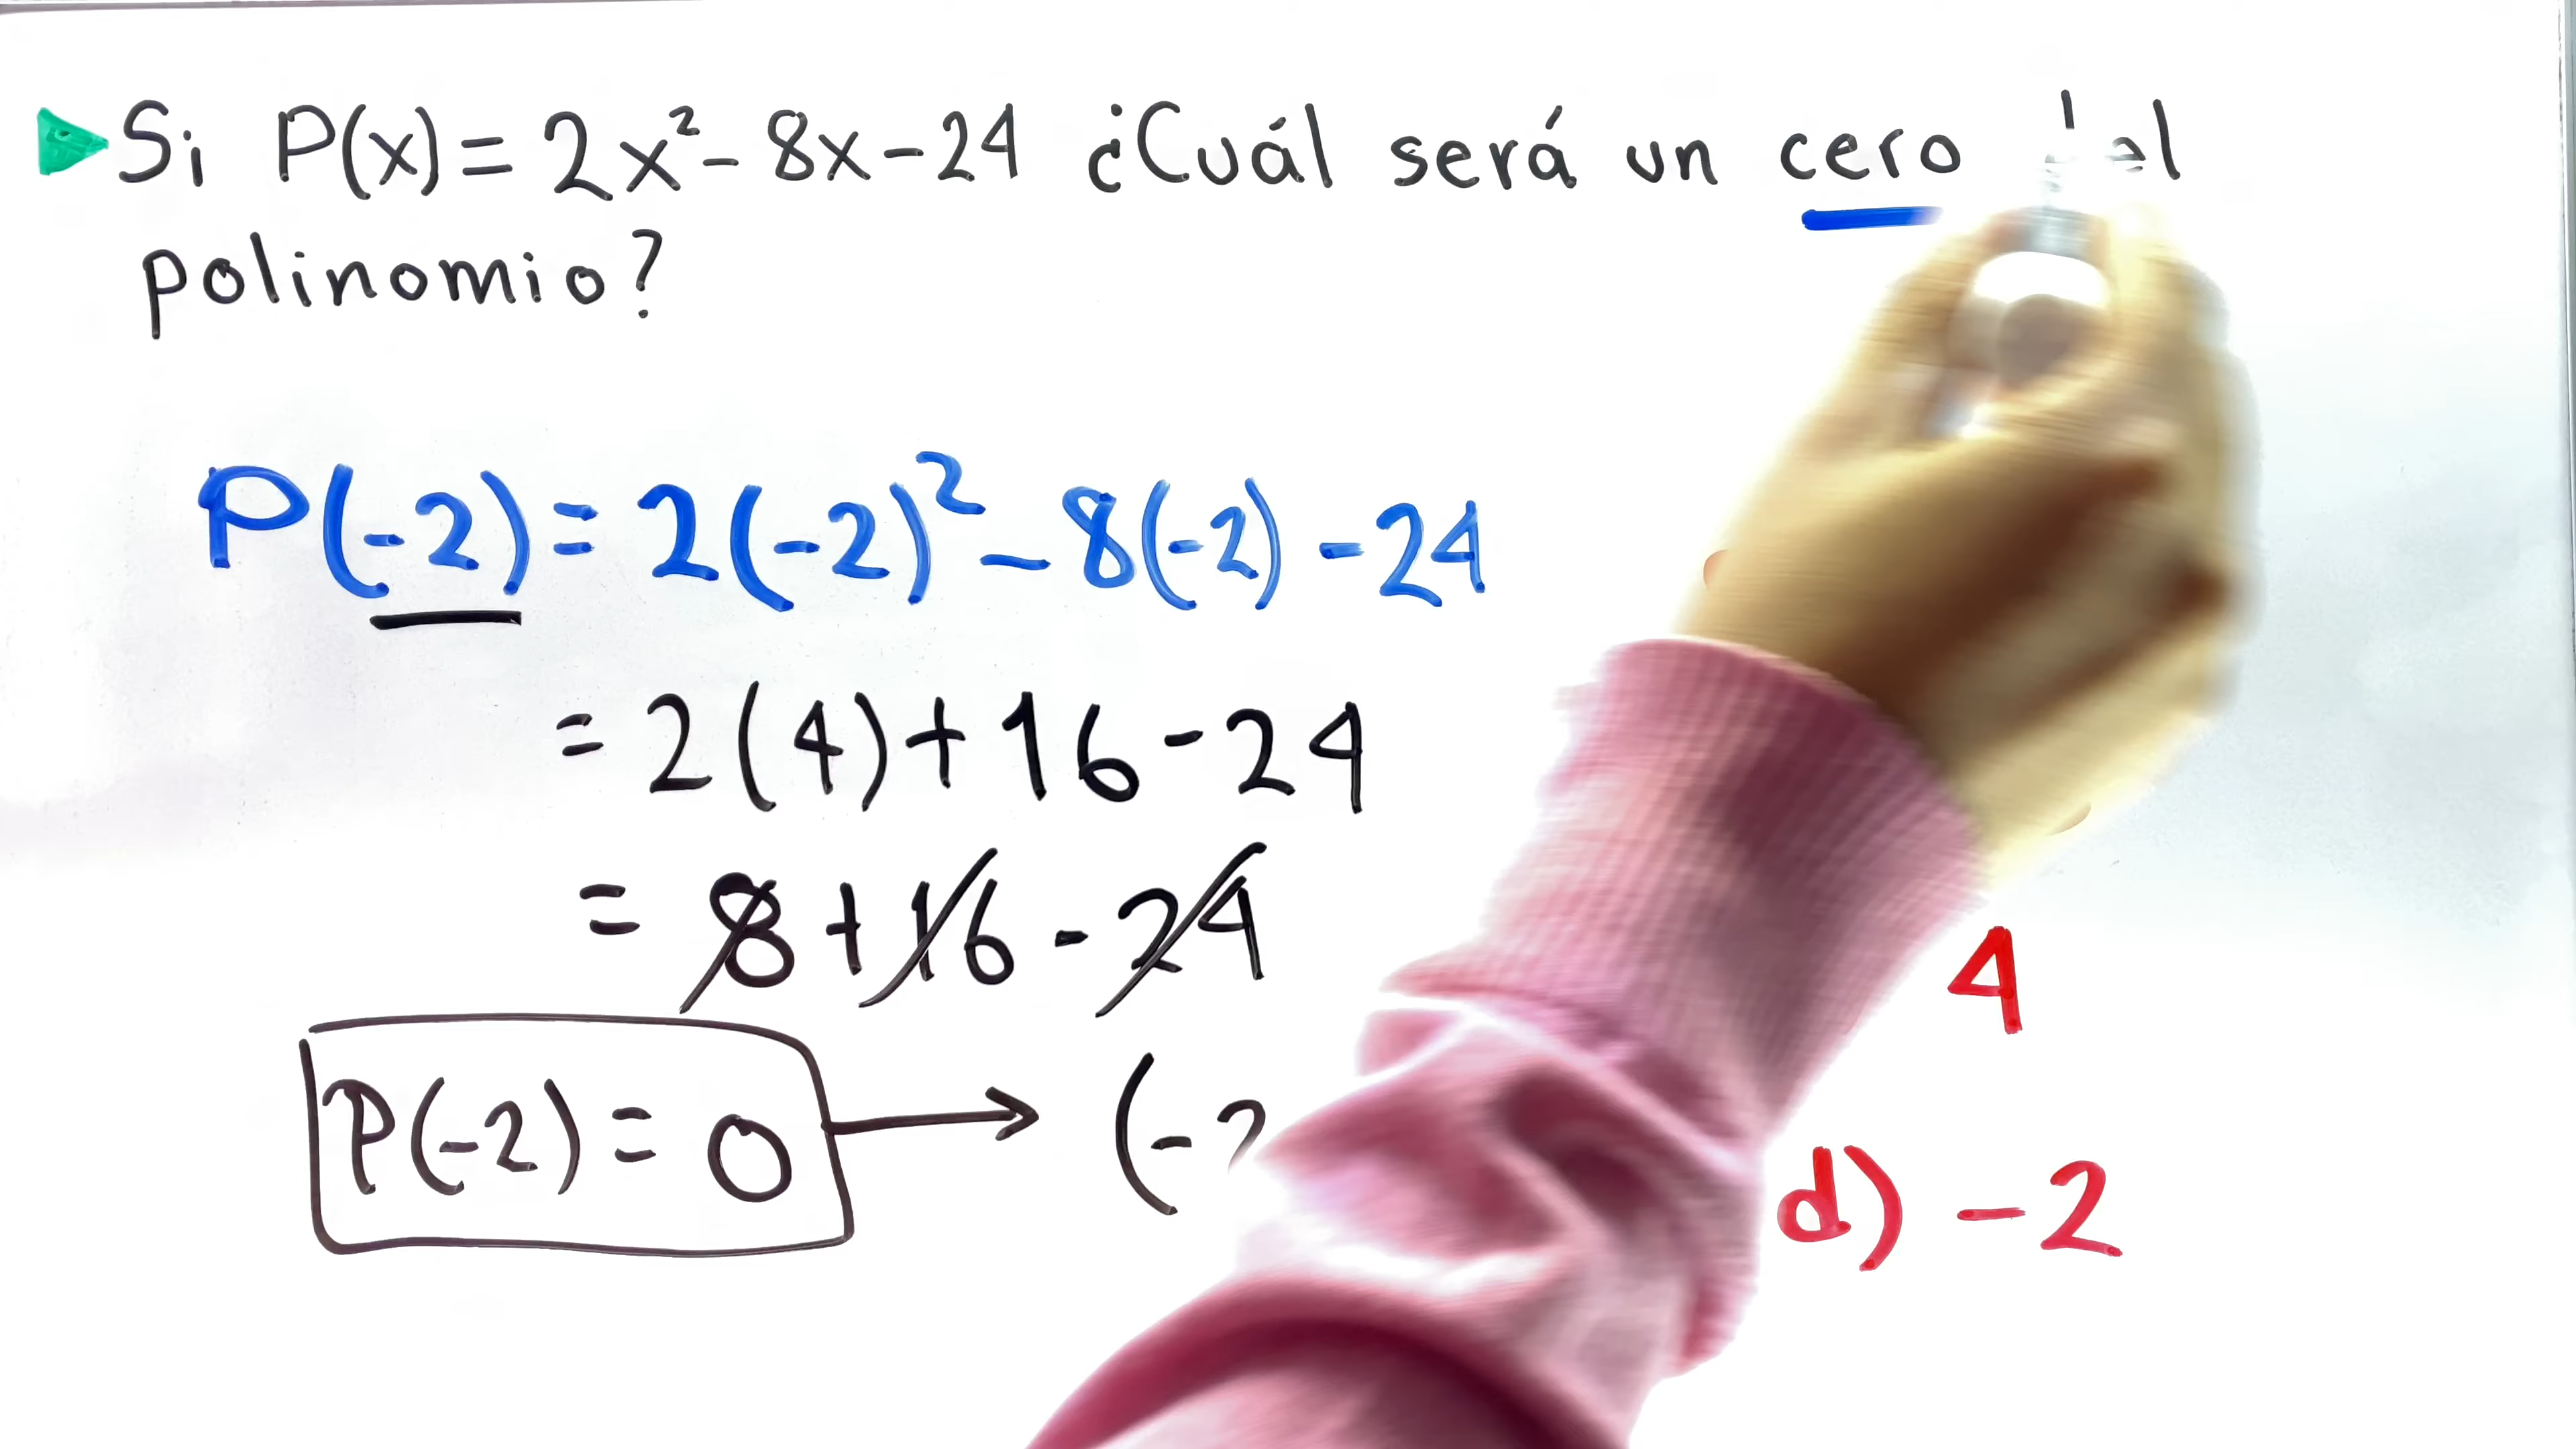 Si P(x) = 2x² - 8x - 24 ¿Cuál será un cero
polinomio?
P(-2) = 2(-2)² - 8(-2) - 24
= 2(4) + 16 - 24
= 8 + 16 - 24
4
P(-2) = 0 → (-2
d) -2